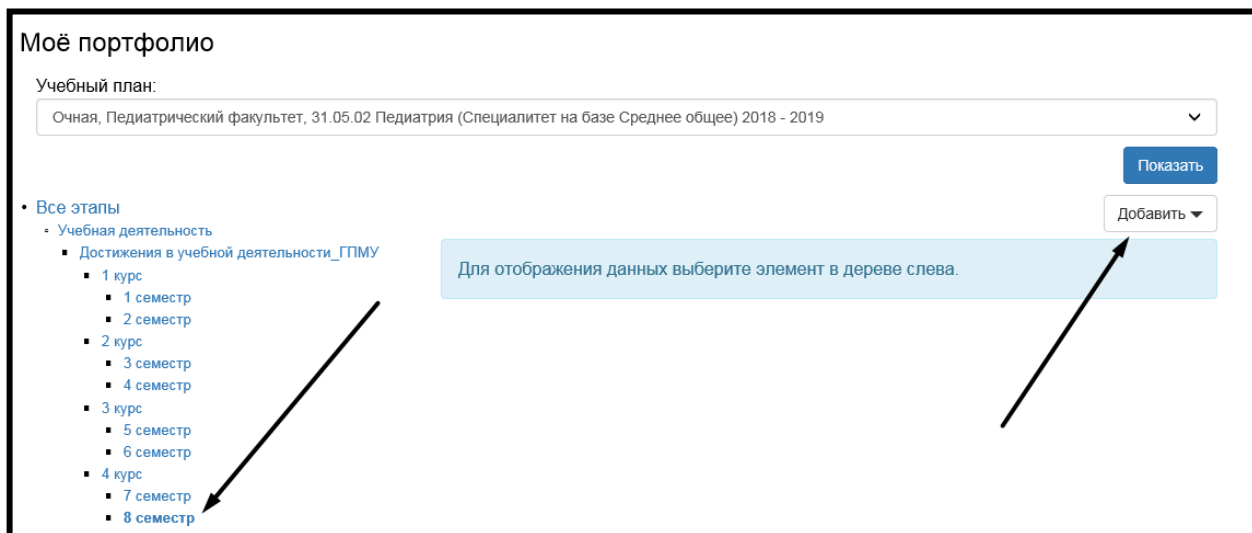 Моё портфолио
Учебный план:
Очная, Педиатрический факультет, 31.05.02 Педиатрия (Специалитет на базе Среднее общее) 2018 - 2019
Показать
Все этапы
Добавить
Учебная деятельность
Достижения в учебной деятельности_ГПМУ
Для отображения данных выберите элемент в дереве слева.
1 курс
1 семестр
2 семестр
2 курс
3 семестр
4 семестр
3 курс
5 семестр
6 семестр
4 курс
7 семестр
8 семестр